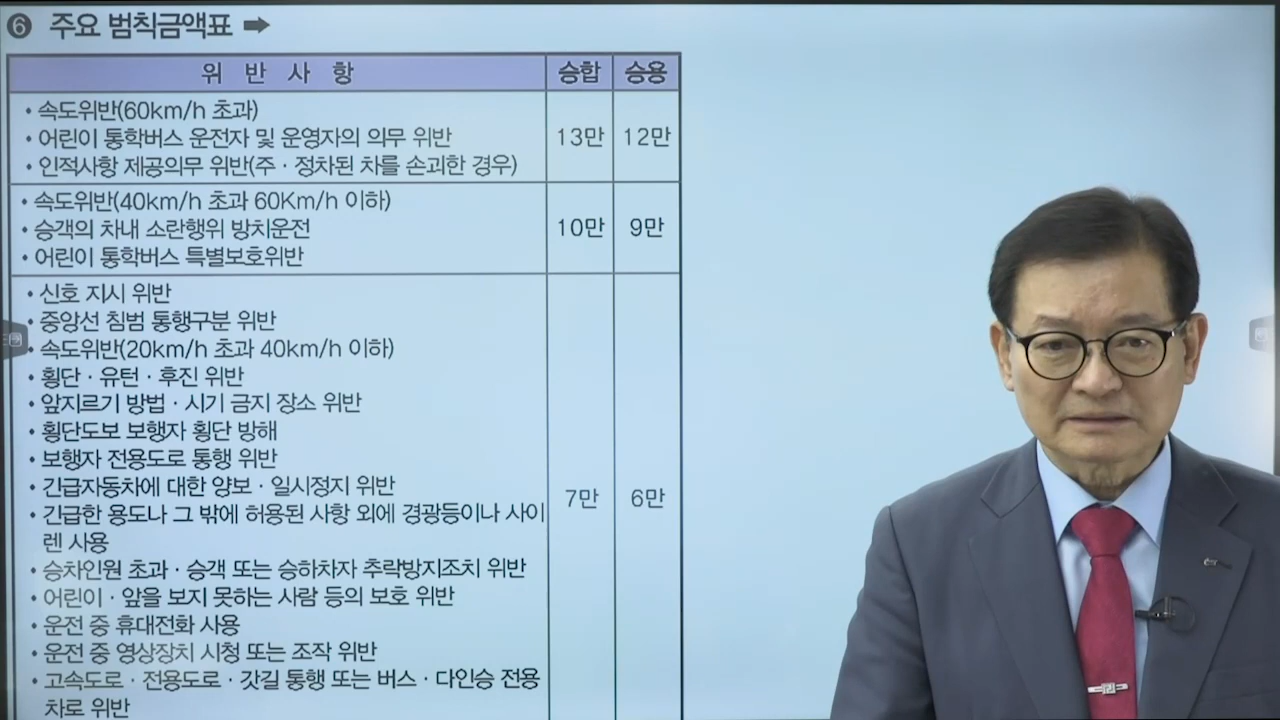 ❻ 주요 범칙금액표 ➡
위 반 사 항 승합 승용
• 속도위반(60km/h 초과)
• 어린이 통학버스 운전자 및 운영자의 의무 위반
• 인적사항 제공의무 위반(주·정차된 차를 손괴한 경우)
13만 12만
• 속도위반(40km/h 초과 60Km/h 이하)
• 승객의 차내 소란행위 방치운전
• 어린이 통학버스 특별보호위반
10만 9만
• 신호 지시 위반
• 중앙선 침범 통행구분 위반
• 속도위반(20km/h 초과 40km/h 이하)
• 횡단·유턴·후진 위반
• 앞지르기 방법·시기 금지 장소 위반
• 횡단도보 보행자 횡단 방해
• 보행자 전용도로 통행 위반
• 긴급자동차에 대한 양보·일시정지 위반
• 긴급한 용도나 그 밖에 허용된 사항 외에 경광등이나 사이
렌 사용
• 승차인원 초과·승객 또는 승하차자 추락방지조치 위반
• 어린이·앞을 보지 못하는 사람 등의 보호 위반
• 운전 중 휴대전화 사용
• 운전 중 영상장치 시청 또는 조작 위반
• 고속도로·전용도로·갓길 통행 또는 버스·다인승 전용
차로 위반
7만 6만